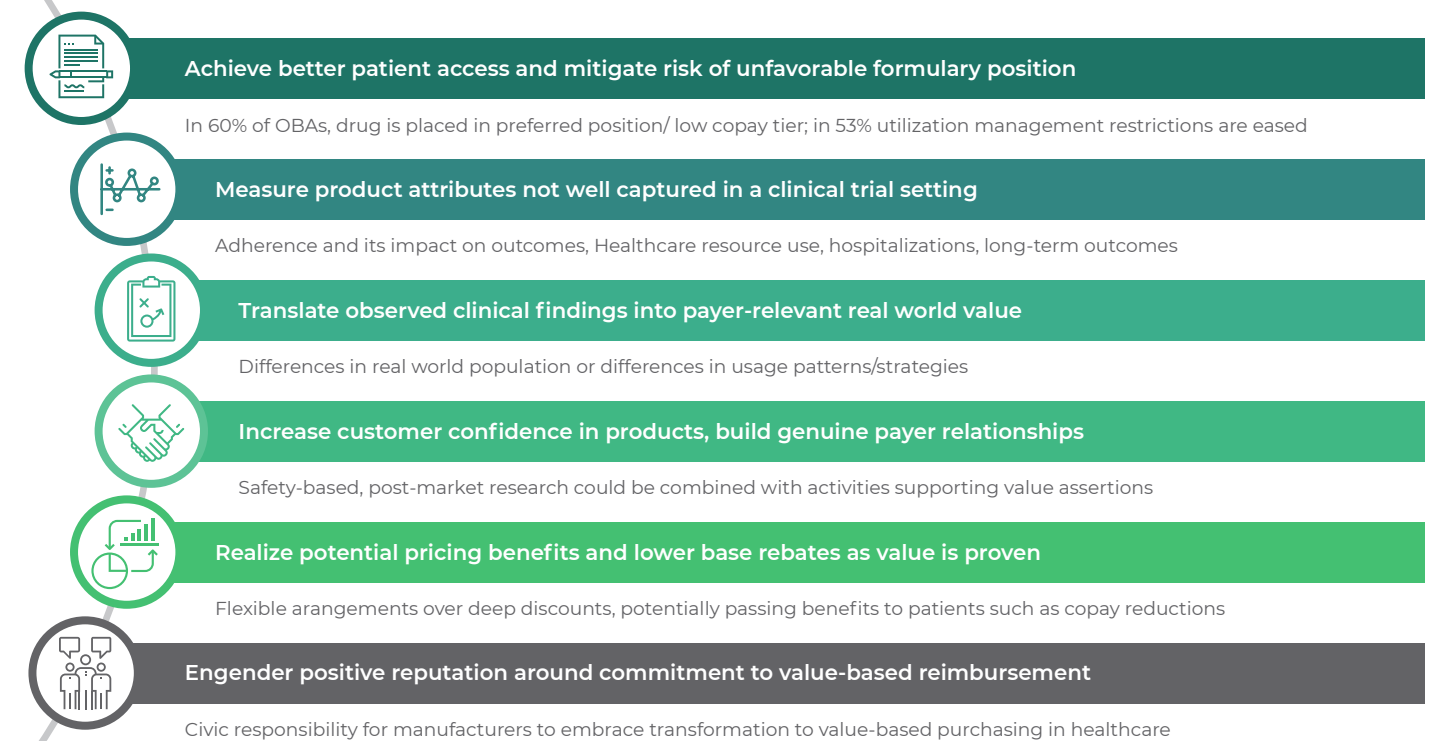 Achieve better patient access and mitigate risk of unfavorable formulary position
In 60% of OBAs, drug is placed in preferred position/ low copay tier; in 53% utilization management restrictions are eased
Measure product attributes not well captured in a clinical trial setting
Adherence and its impact on outcomes, Healthcare resource use, hospitalizations, long-term outcomes
Translate observed clinical findings into payer-relevant real world value
Differences in real world population or differences in usage patterns/strategies
Increase customer confidence in products, build genuine payer relationships
Safety-based, post-market research could be combined with activities supporting value assertions
Realize potential pricing benefits and lower base rebates as value is proven
Flexible arangements over deep discounts, potentially passing benefits to patients such as copay reductions
Engender positive reputation around commitment to value-based reimbursement
Civic responsibility for manufacturers to embrace transformation to value-based purchasing in healthcare